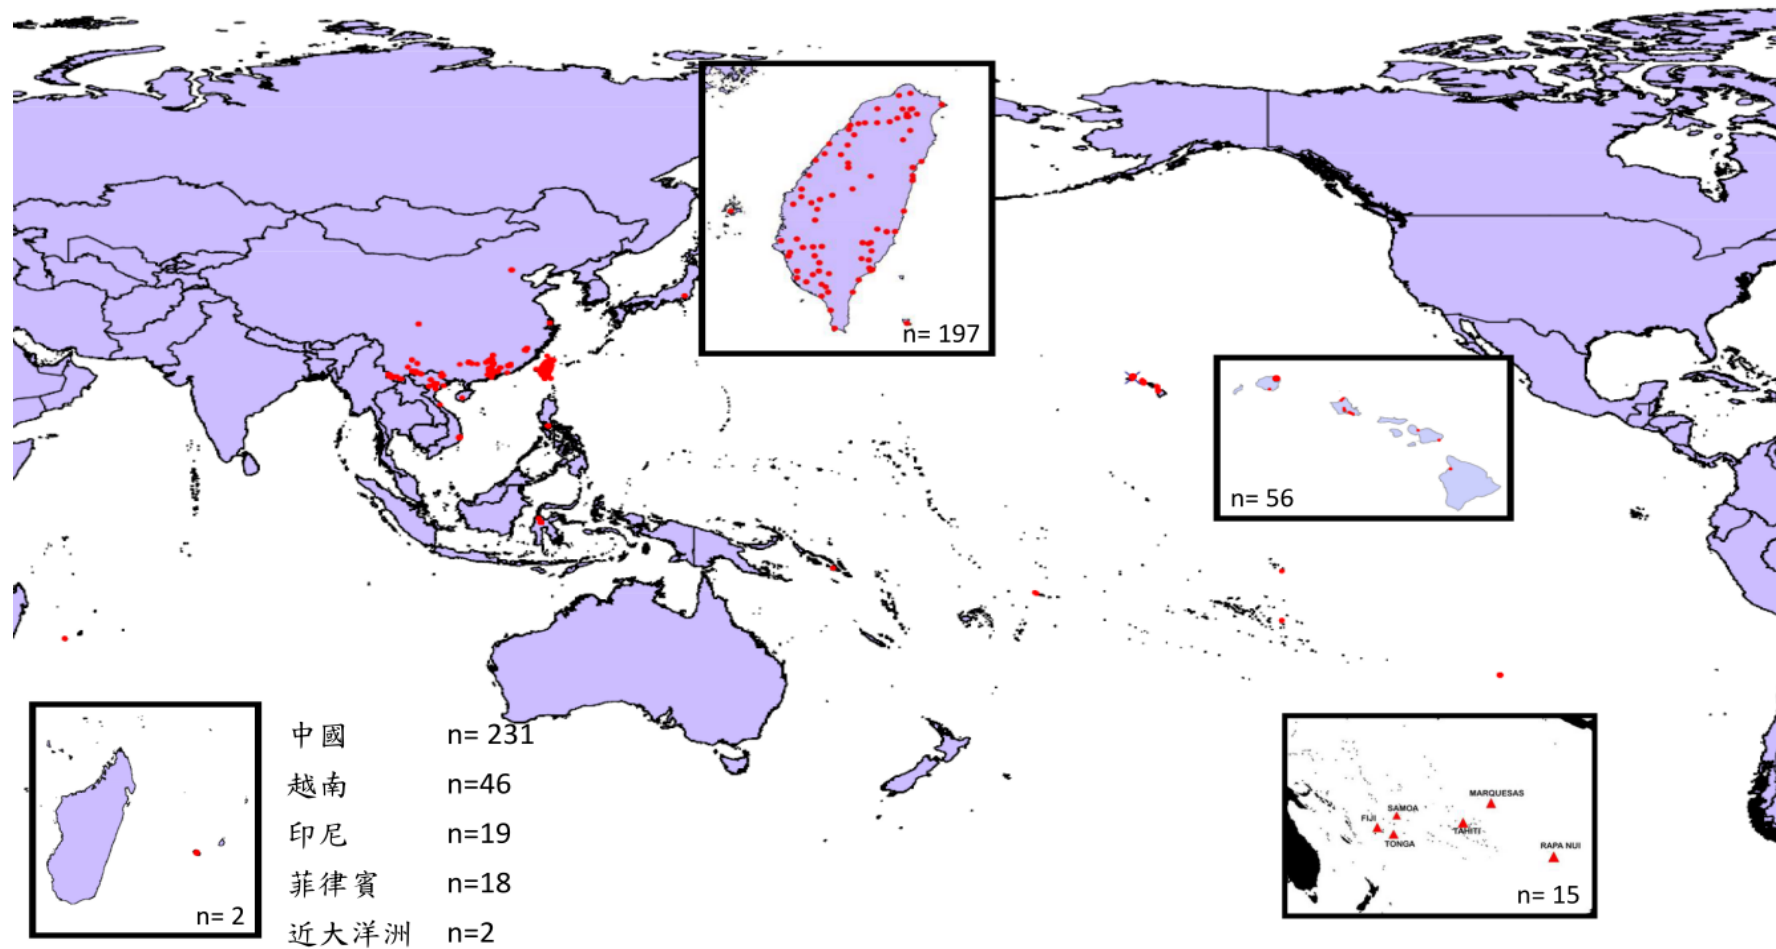 n= 197
n= 56
中國 n= 231
越南 n=46
印尼 n=19
菲律賓 n=18
近大洋洲 n=2
n= 2
MARQUESAS
SAMOA
FIJI
TAHITI
TONGA
RAPA NUI
n= 15